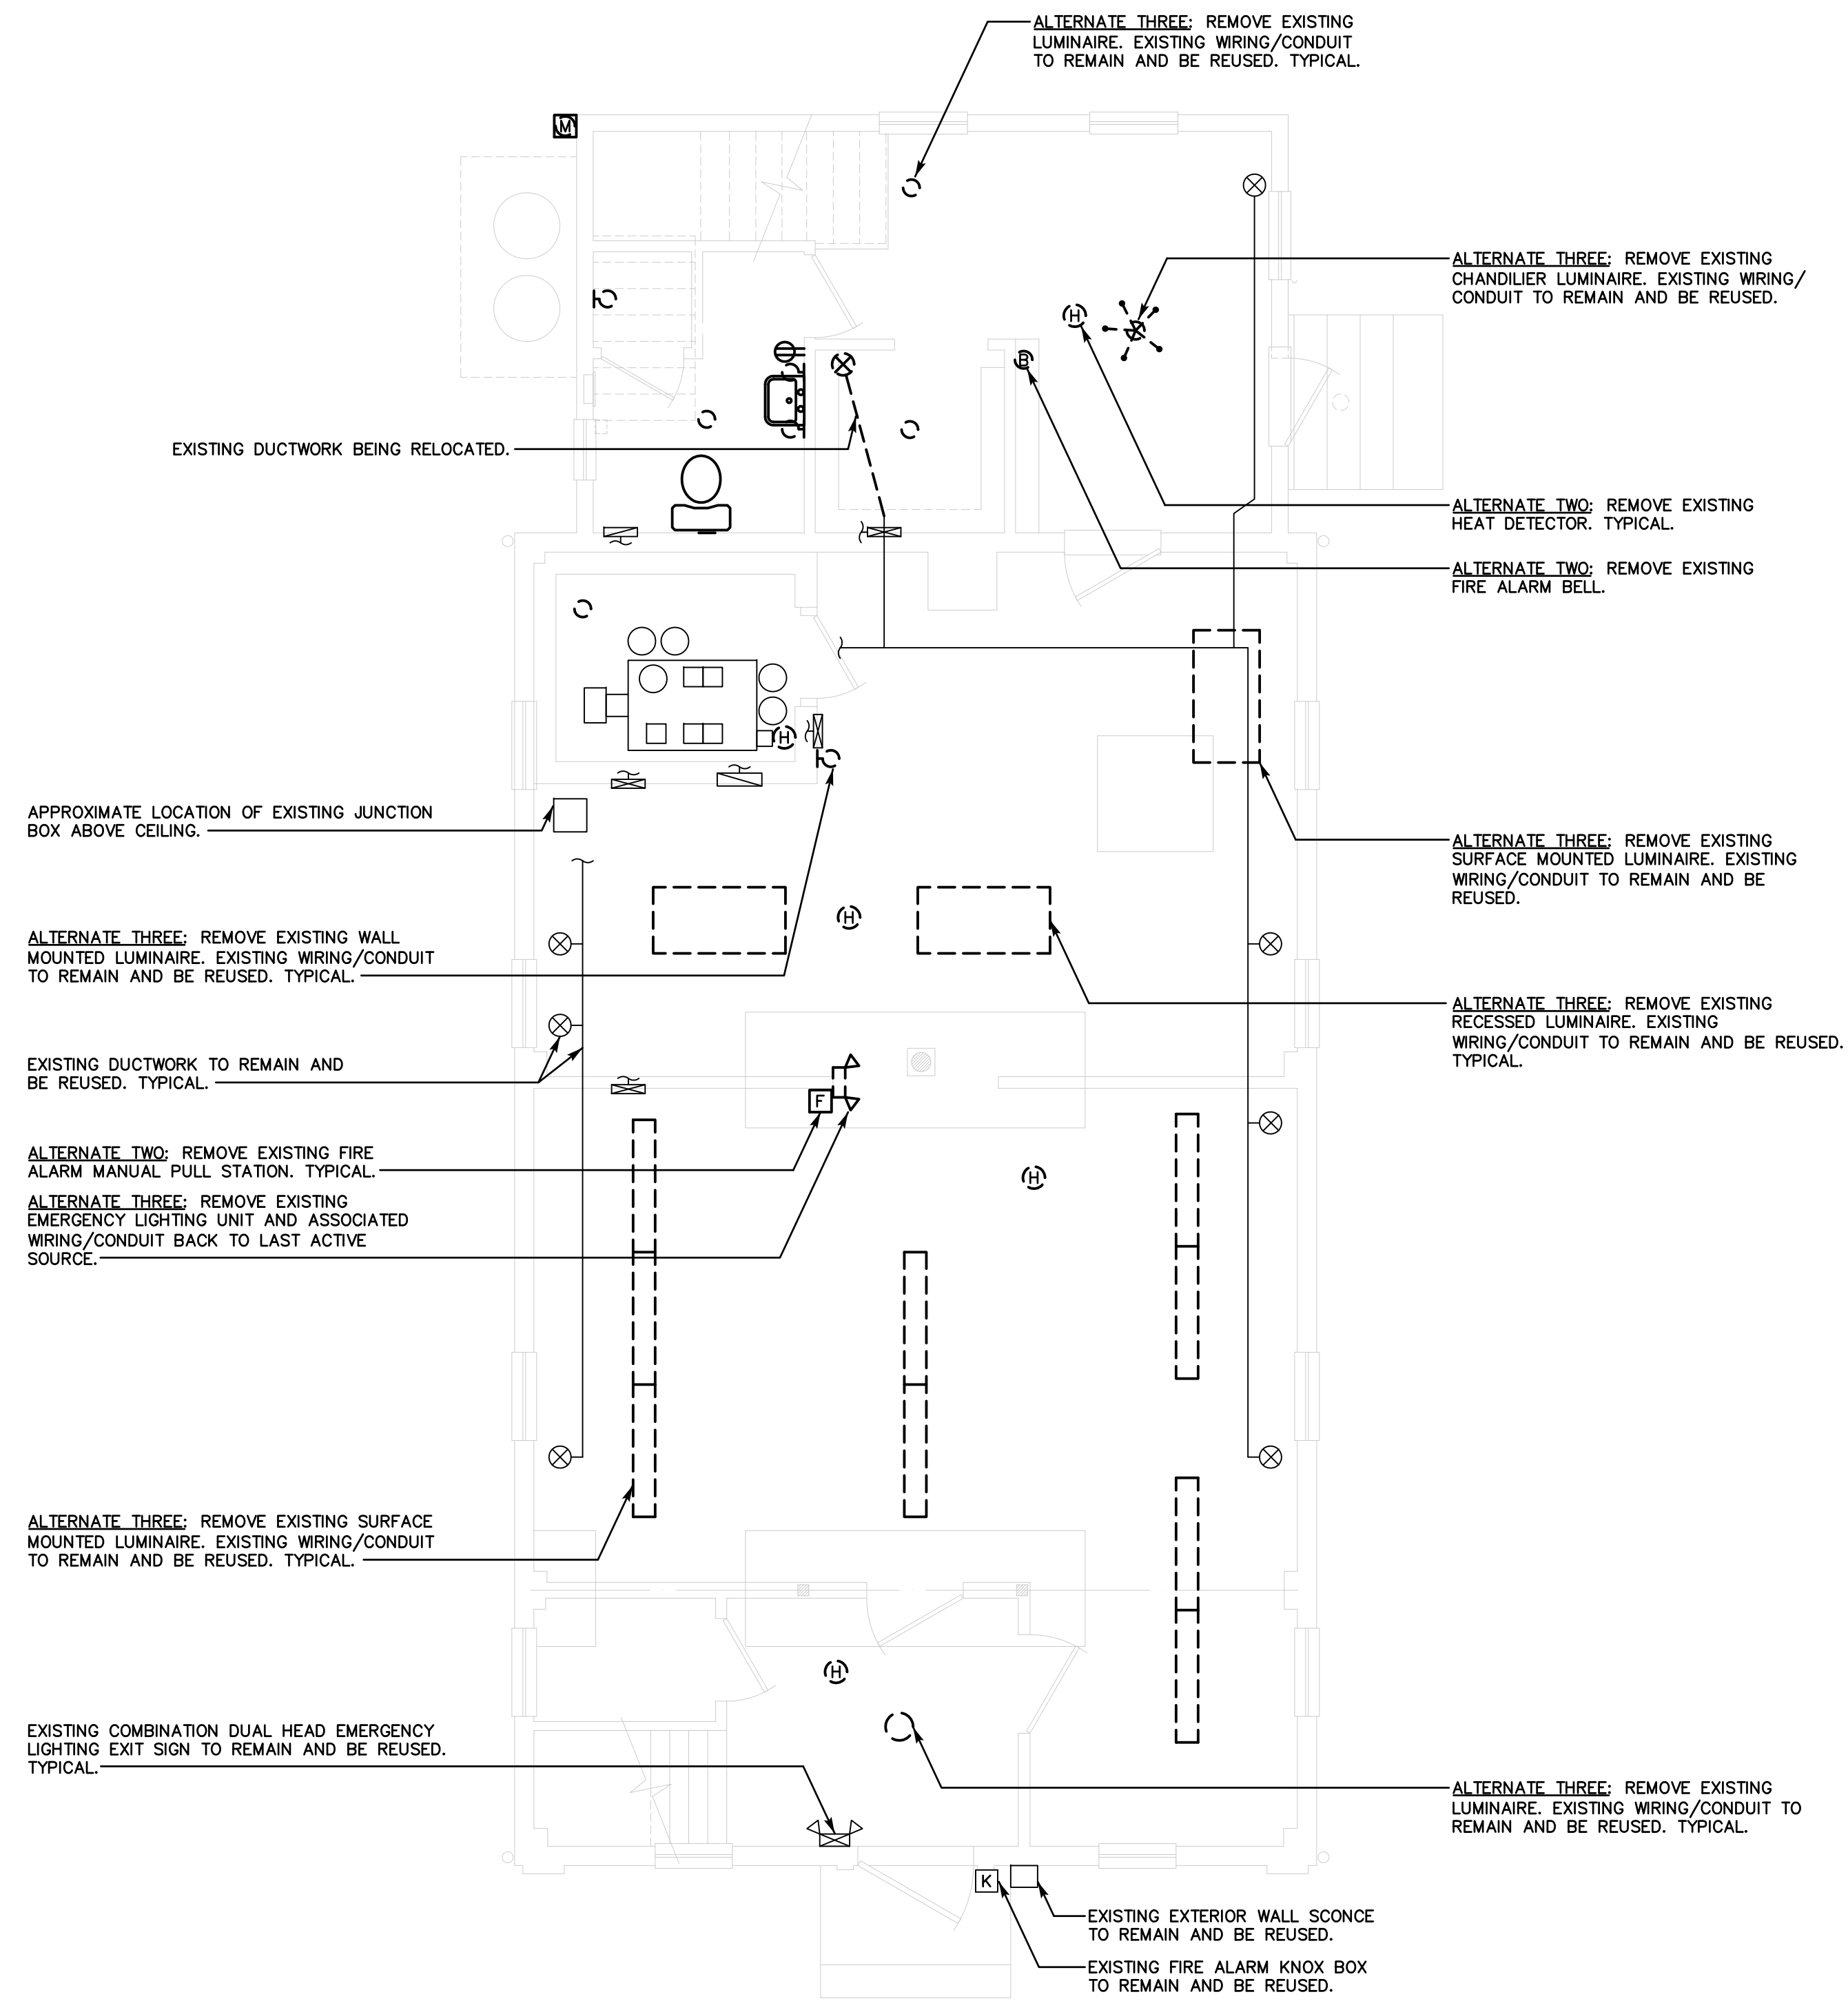 ALTERNATE THREE: REMOVE EXISTING
LUMINAIRE. EXISTING WIRING/CONDUIT
TO REMAIN AND BE REUSED. TYPICAL.
M
ALTERNATE THREE: REMOVE EXISTING
CHANDILIER LUMINAIRE. EXISTING WIRING/
CONDUIT TO REMAIN AND BE REUSED.
H
B
EXISTING DUCTWORK BEING RELOCATED.
ALTERNATE TWO: REMOVE EXISTING
HEAT DETECTOR. TYPICAL.
ALTERNATE TWO: REMOVE EXISTING
FIRE ALARM BELL.
H
APPROXIMATE LOCATION OF EXISTING JUNCTION
BOX ABOVE CEILING.
ALTERNATE THREE: REMOVE EXISTING
SURFACE MOUNTED LUMINAIRE. EXISTING
WIRING/CONDUIT TO REMAIN AND BE
REUSED.
H
ALTERNATE THREE: REMOVE EXISTING WALL
MOUNTED LUMINAIRE. EXISTING WIRING/CONDUIT
TO REMAIN AND BE REUSED. TYPICAL.
ALTERNATE THREE: REMOVE EXISTING
RECESSED LUMINAIRE. EXISTING
WIRING/CONDUIT TO REMAIN AND BE REUSED.
TYPICAL.
EXISTING DUCTWORK TO REMAIN AND
BE REUSED. TYPICAL.
F
ALTERNATE TWO: REMOVE EXISTING FIRE
ALARM MANUAL PULL STATION. TYPICAL.
H
ALTERNATE THREE: REMOVE EXISTING
EMERGENCY LIGHTING UNIT AND ASSOCIATED
WIRING/CONDUIT BACK TO LAST ACTIVE
SOURCE.
ALTERNATE THREE: REMOVE EXISTING SURFACE
MOUNTED LUMINAIRE. EXISTING WIRING/CONDUIT
TO REMAIN AND BE REUSED. TYPICAL.
H
EXISTING COMBINATION DUAL HEAD EMERGENCY
LIGHTING EXIT SIGN TO REMAIN AND BE REUSED.
TYPICAL.
ALTERNATE THREE: REMOVE EXISTING
LUMINAIRE. EXISTING WIRING/CONDUIT TO
REMAIN AND BE REUSED. TYPICAL.
K
EXISTING EXTERIOR WALL SCONCE
TO REMAIN AND BE REUSED.
EXISTING FIRE ALARM KNOX BOX
TO REMAIN AND BE REUSED.